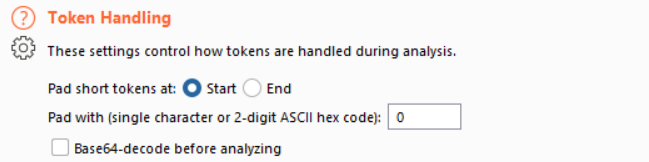 Token Handling
These settings control how tokens are handled during analysis.
Pad short tokens at: Start End
Pad with (single character or 2-digit ASCII hex code): 0
Base64-decode before analyzing